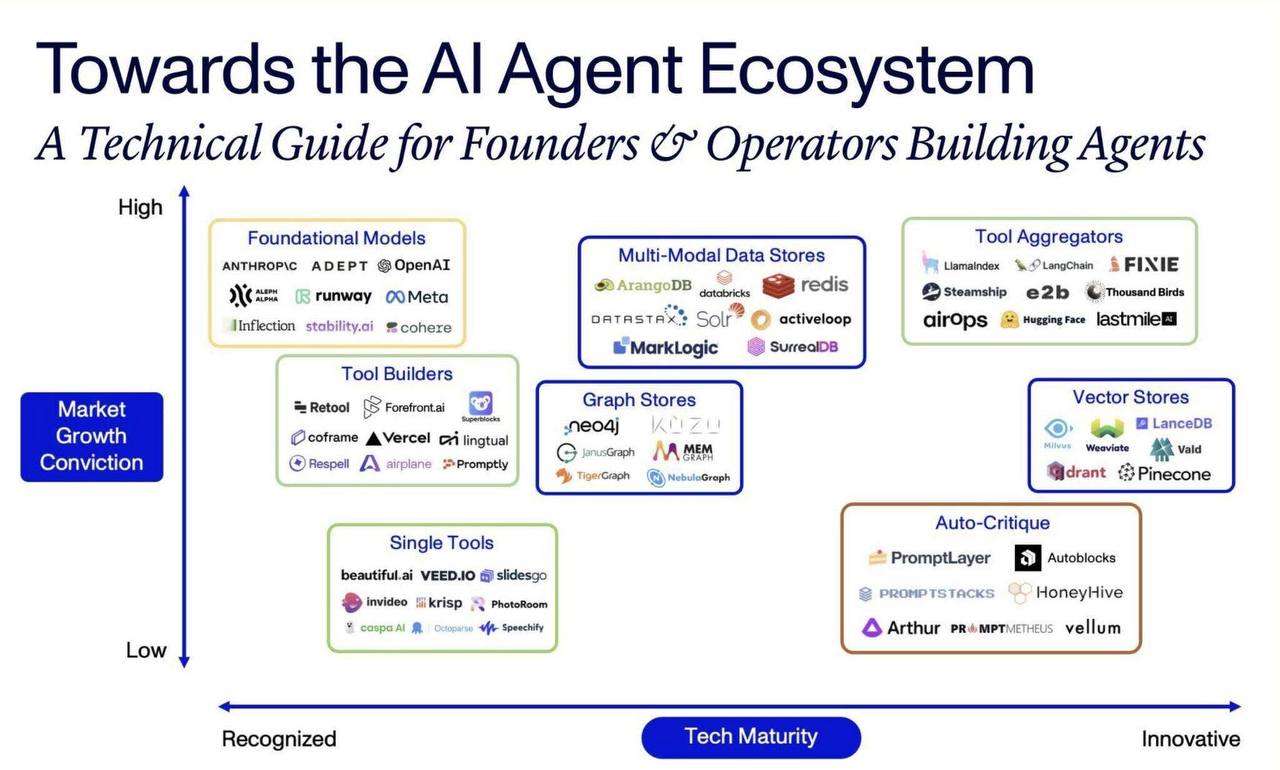 Towards the AI Agent Ecosystem
A Technical Guide for Founders & Operators Building Agents
High
Foundational Models
ANTHROP\C ADEPT OpenAI
ALEPH ALPHA runway Meta
Inflection stability.ai cohere
Multi-Modal Data Stores
ArangoDB databricks redis
DATASTAX Solr activeloop
MarkLogic SurrealDB
Tool Aggregators
LlamaIndex LangChain FIXIE
Steamship e2b Thousand Birds
airOps Hugging Face lastmile AI
Market
Growth
Conviction
Tool Builders
Retool Forefront.ai Superblocks
coframe Vercel lingtual
Respell airplane Promptly
Graph Stores
neo4j KÙZU
JanusGraph MEM GRAPH
TigerGraph NebulaGraph
Vector Stores
Milvus Weaviate LanceDB
Vald
drant Pinecone
Single Tools
beautiful.ai VEED.IO slidesgo
invideo krisp PhotoRoom
caspa AI Octoparse Speechify
Auto-Critique
PromptLayer Autoblocks
PROMPTSTACKS HoneyHive
Arthur PROMPTMETHEUS vellum
Low
Recognized
Tech Maturity
Innovative